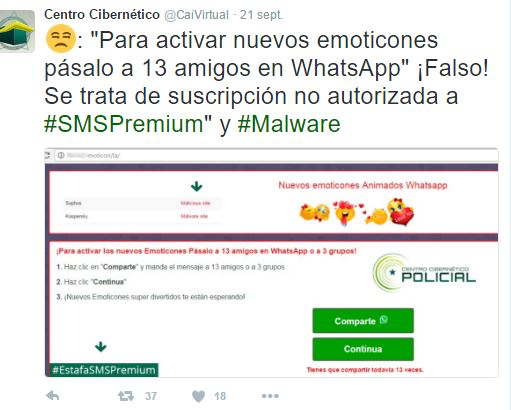 Centro Cibernético @CaiVirtual · 21 sept.
: "Para activar nuevos emoticones
pásalo a 13 amigos en WhatsApp" ¡Falso!
Se trata de suscripción no autorizada a
#SMSPremium" y #Malware
emoticon/la/
Nuevos emoticones Animados Whatsapp
Sophos Malicious site
Kaspersky Malware site
¡Para activar los nuevos Emoticones Pásalo a 13 amigos en WhatsApp o a 3 grupos!
1. Haz clic en "Comparte" y manda el mensaje a 13 amigos o a 3 grupos
2. Haz clic "Continua"
3. ¡Nuevos Emoticones super divertidos te están esperando!
CENTRO CIBERNÉTICO
POLICIAL
Comparte
Continua
Tienes que compartir todavía 13 veces.
#EstafaSMSPremium
37
18